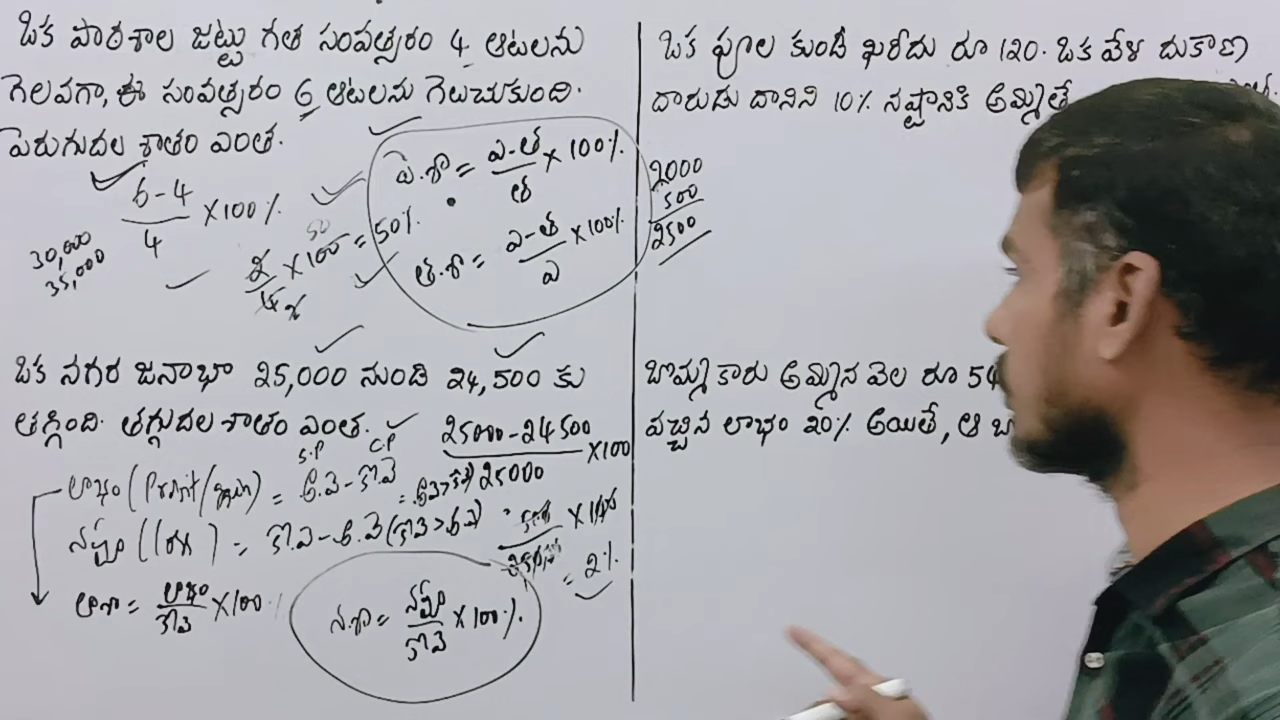 ఒక పాఠశాల జట్టు గత సంవత్సరం 4 ఆటలను
గెలవగా, ఈ సంవత్సరం 6 ఆటలను గెలుచుకుంది.
పెరుగుదల శాతం ఎంత.
6-4
4
×100%
30,000
35,000
2
4
×100 = 50%
50
పె.శా = ఎ-త
త
×100%
త.శా = ఎ-త
ఎ
×100%
ఒక నగర జనాభా 25,000 నుండి 24,500 కు
తగ్గింది. తగ్గుదల శాతం ఎంత.
25000-24500
25000
×100
= 2%
S.P
C.P
లాభం (Profit/gain) = అ.వె - కొ.వె
నష్టం (loss) = కొ.వె - అ.వె (కొ.వె > అ.వె)
లా.శా = లాభం
కొ.వె
×100
న.శా = నష్టం
కొ.వె
×100%
ఒక పూల కుండీ ఖరీదు రూ 120. ఒక వేళ దుకాణ
దారుడు దానిని 10% నష్టానికి అమ్మితే
2000
500
2500
బొమ్మ కారు అమ్మిన వెల రూ 54
వచ్చిన లాభం 20% అయితే, ఆ